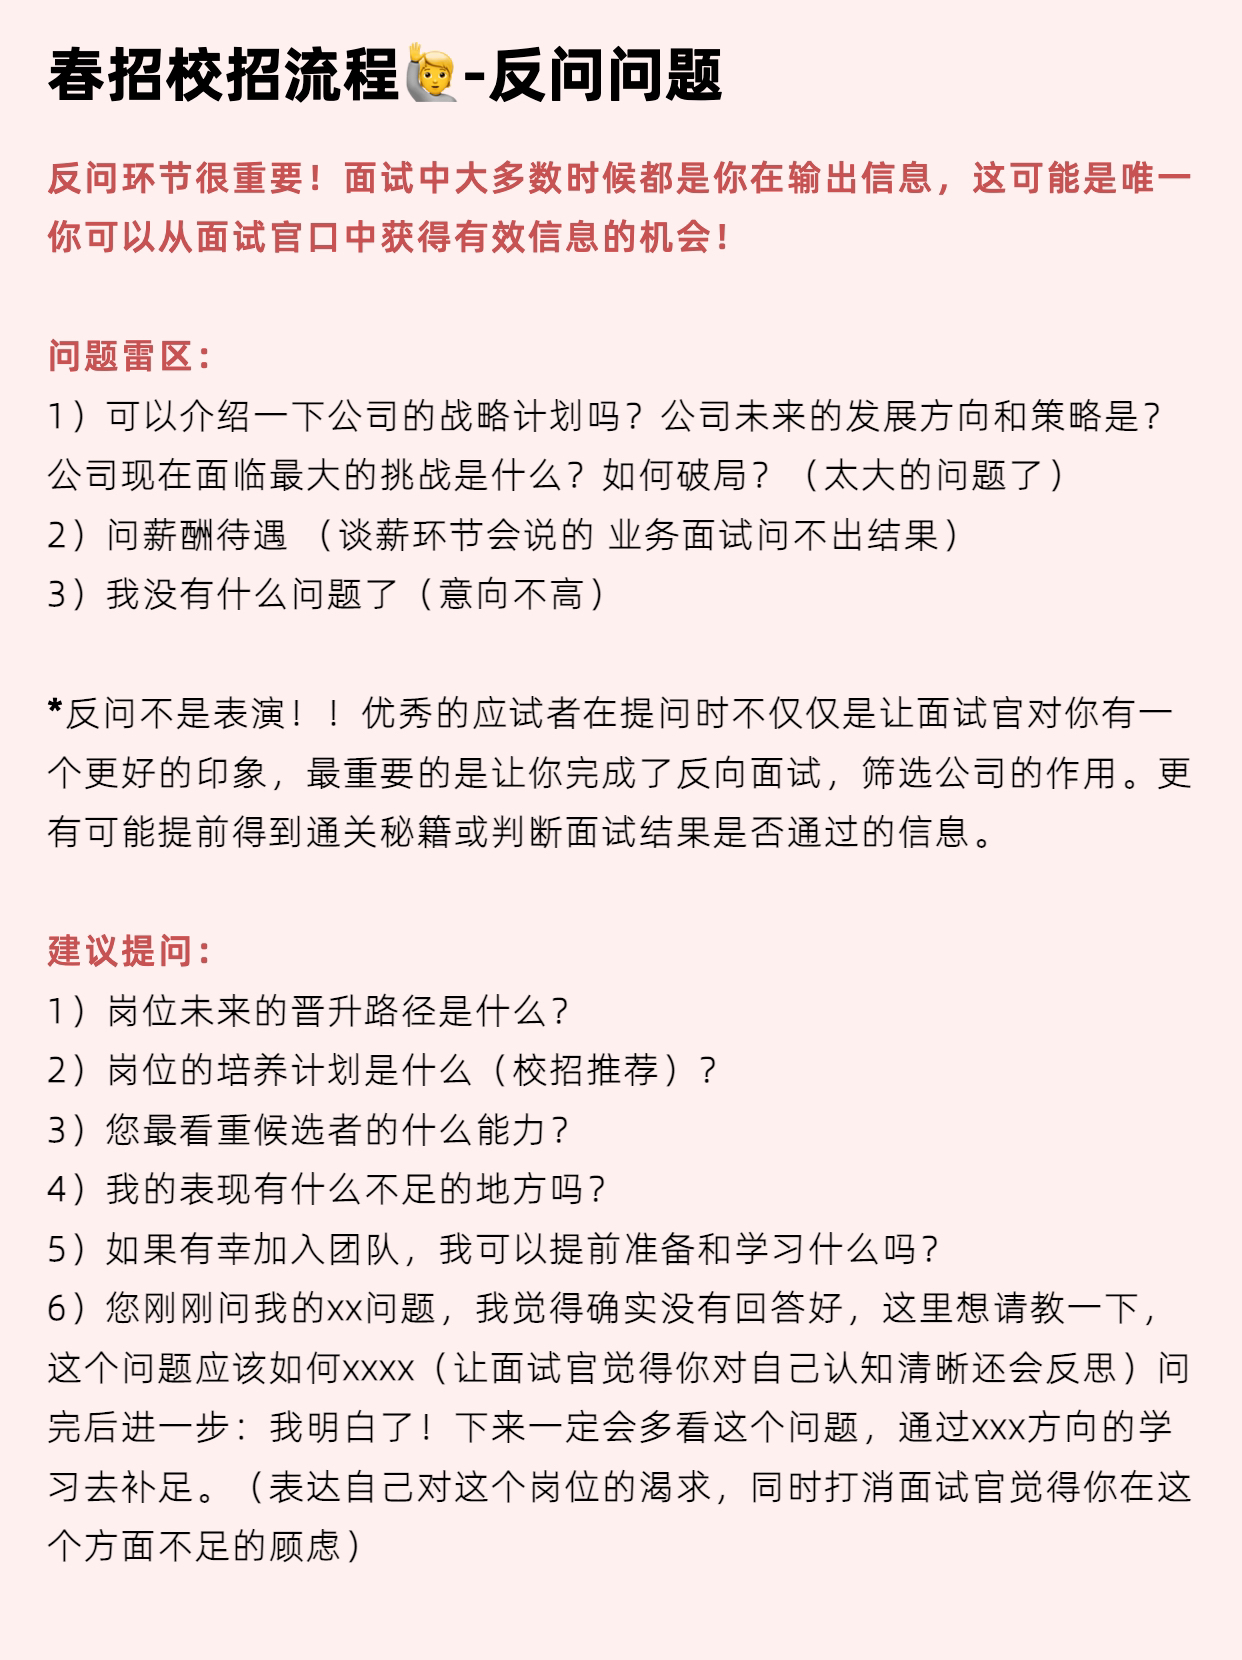 春招校招流程🙋-反问问题
反问环节很重要！面试中大多数时候都是你在输出信息，这可能是唯一
你可以从面试官口中获得有效信息的机会！
问题雷区：
1）可以介绍一下公司的战略计划吗？公司未来的发展方向和策略是？
公司现在面临最大的挑战是什么？如何破局？（太大的问题了）
2）问薪酬待遇 （谈薪环节会说的 业务面试问不出结果）
3）我没有什么问题了（意向不高）
*反问不是表演！！优秀的应试者在提问时不仅仅是让面试官对你有一
个更好的印象，最重要的是让你完成了反向面试，筛选公司的作用。更
有可能提前得到通关秘籍或判断面试结果是否通过的信息。
建议提问：
1）岗位未来的晋升路径是什么？
2）岗位的培养计划是什么（校招推荐）？
3）您最看重候选者的什么能力？
4）我的表现有什么不足的地方吗？
5）如果有幸加入团队，我可以提前准备和学习什么吗？
6）您刚刚问我的xx问题，我觉得确实没有回答好，这里想请教一下，
这个问题应该如何xxxx（让面试官觉得你对自己认知清晰还会反思）问
完后进一步：我明白了！下来一定会多看这个问题，通过xxx方向的学
习去补足。（表达自己对这个岗位的渴求，同时打消面试官觉得你在这
个方面不足的顾虑）